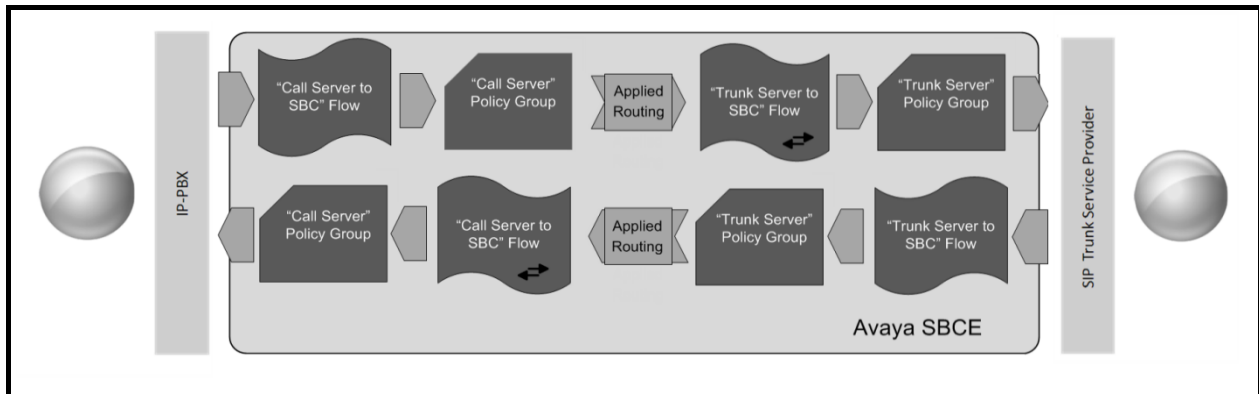 IP-PBX
“Call Server to
SBC” Flow
“Call Server”
Policy Group
Applied
Routing
“Trunk Server to
SBC” Flow
“Trunk Server”
Policy Group
“Call Server”
Policy Group
“Call Server to
SBC” Flow
Applied
Routing
“Trunk Server”
Policy Group
“Trunk Server to
SBC” Flow
Avaya SBCE
SIP Trunk Service Provider